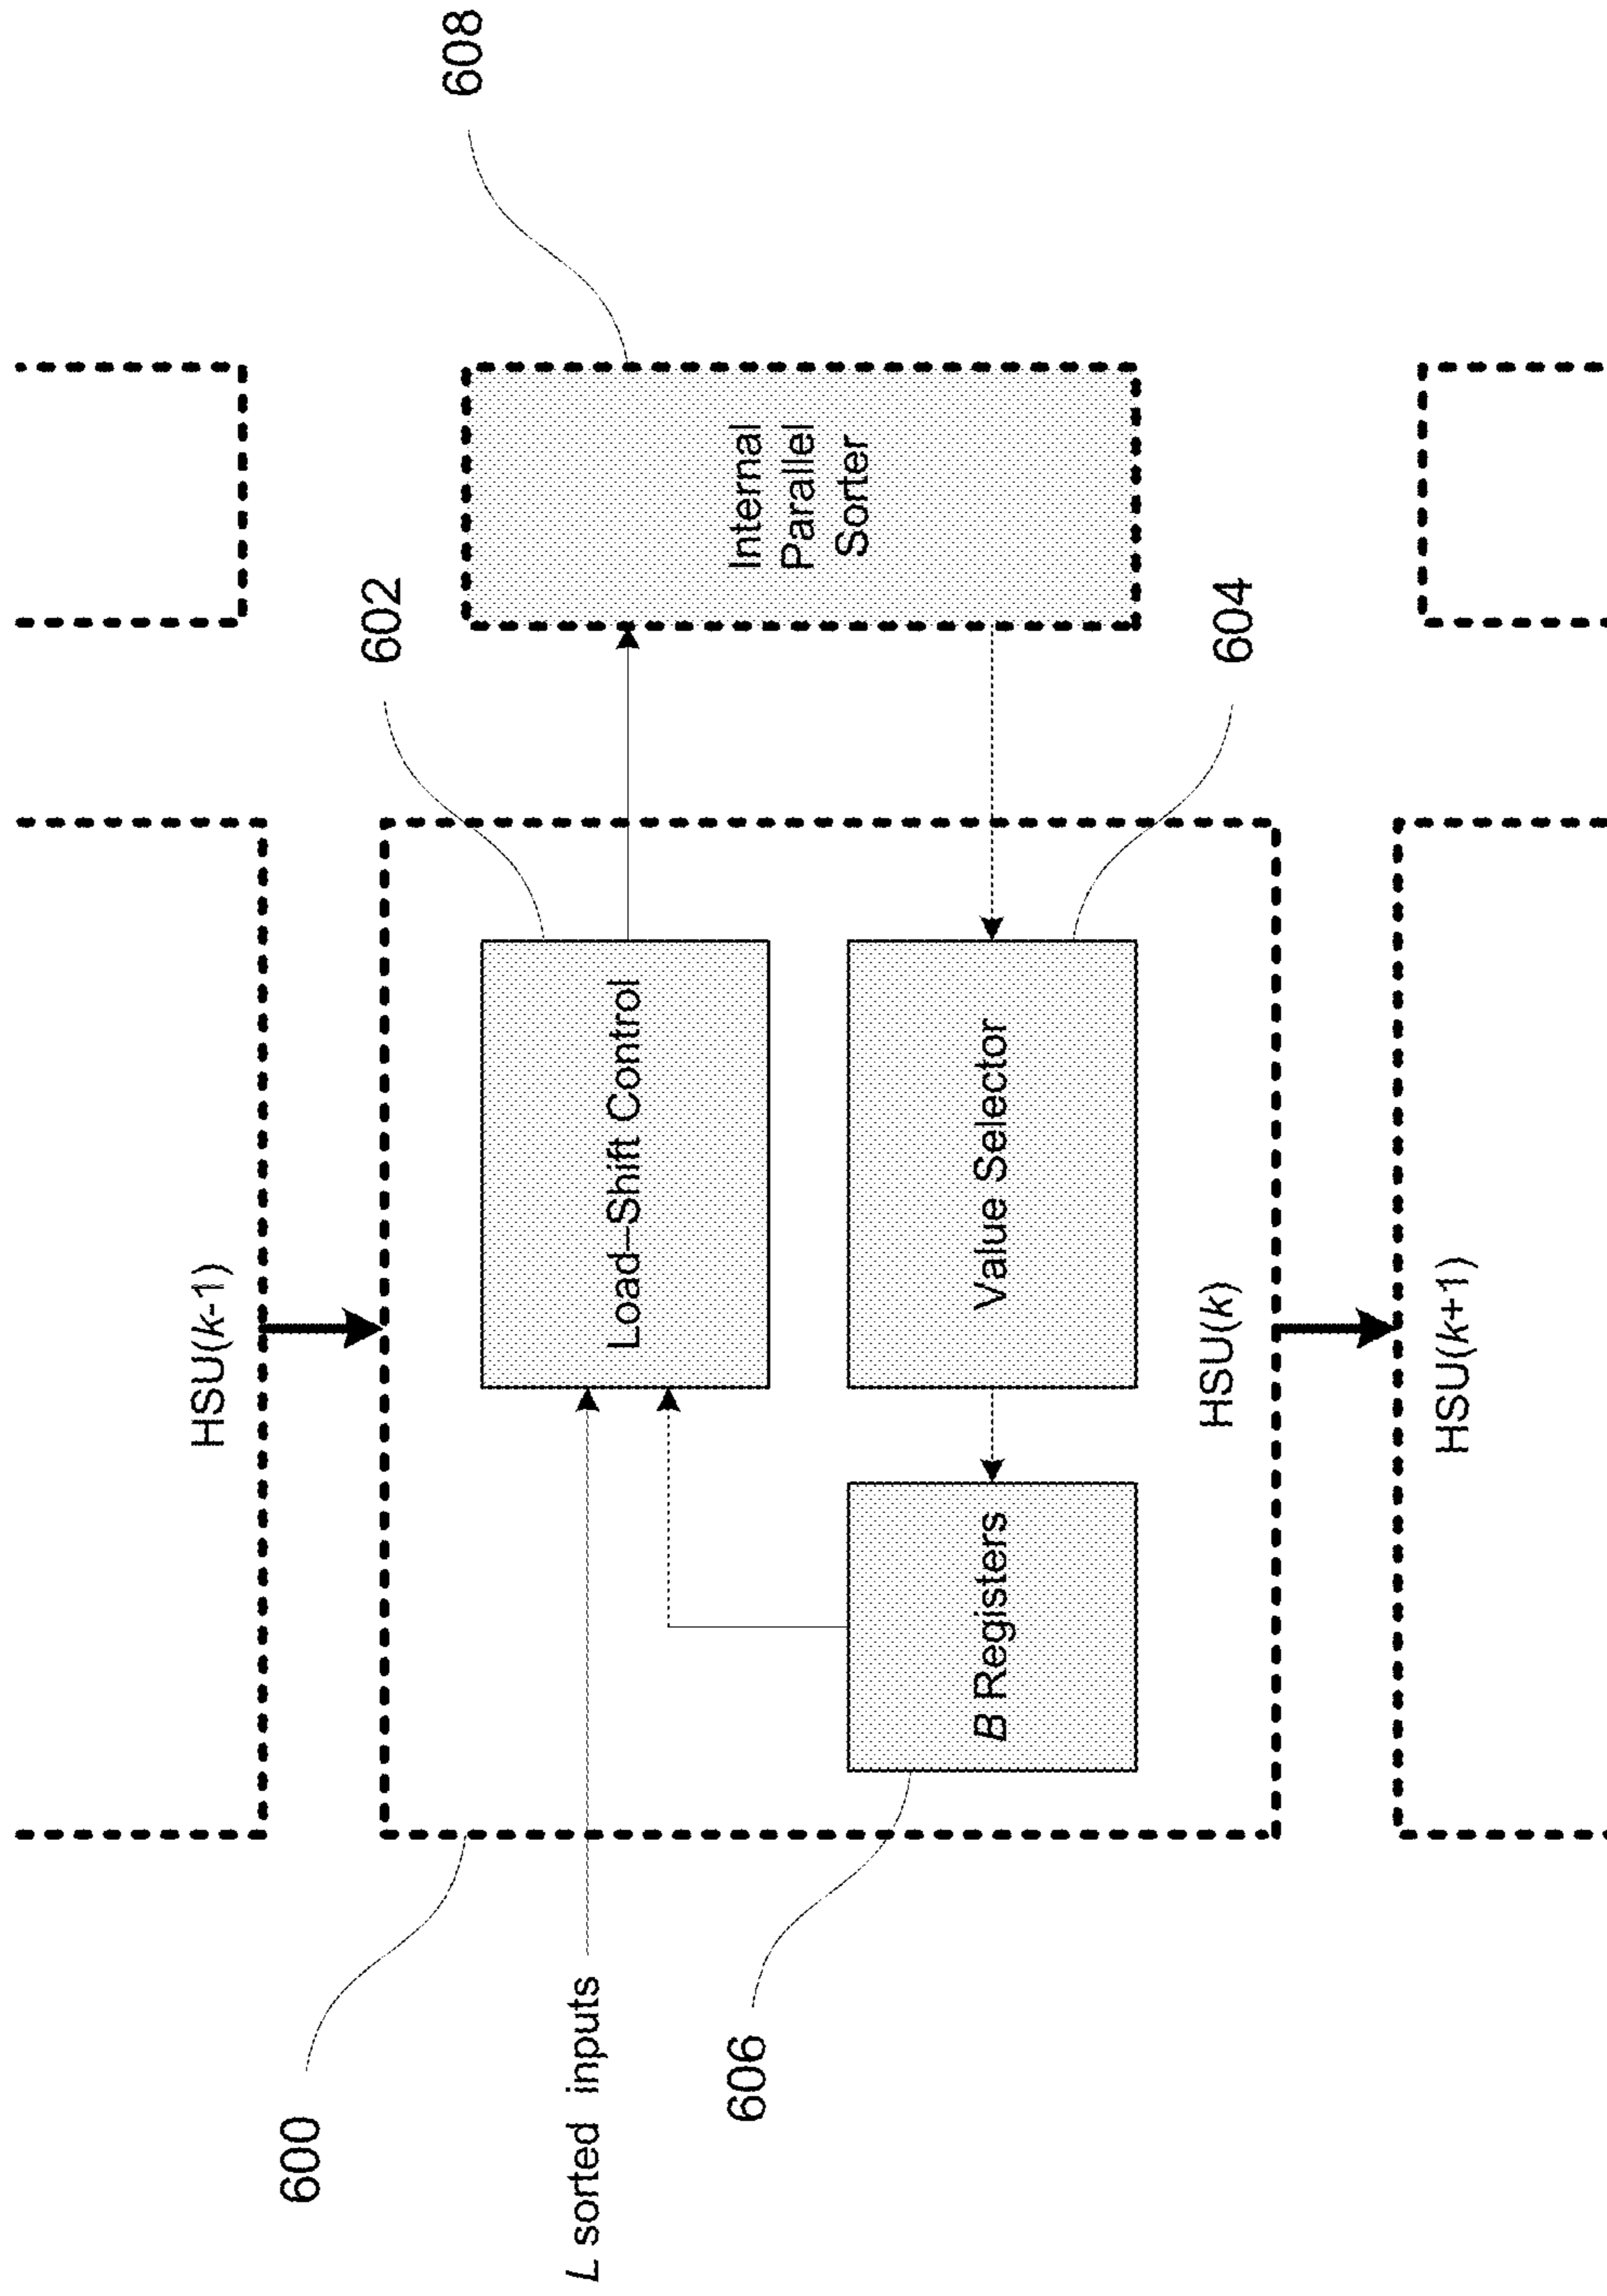 608
Internal
Parallel
Sorter
602
604
HSU(k-1)
Load–Shift Control
Value Selector
HSU(k)
HSU(k+1)
B Registers
L sorted inputs
600
606